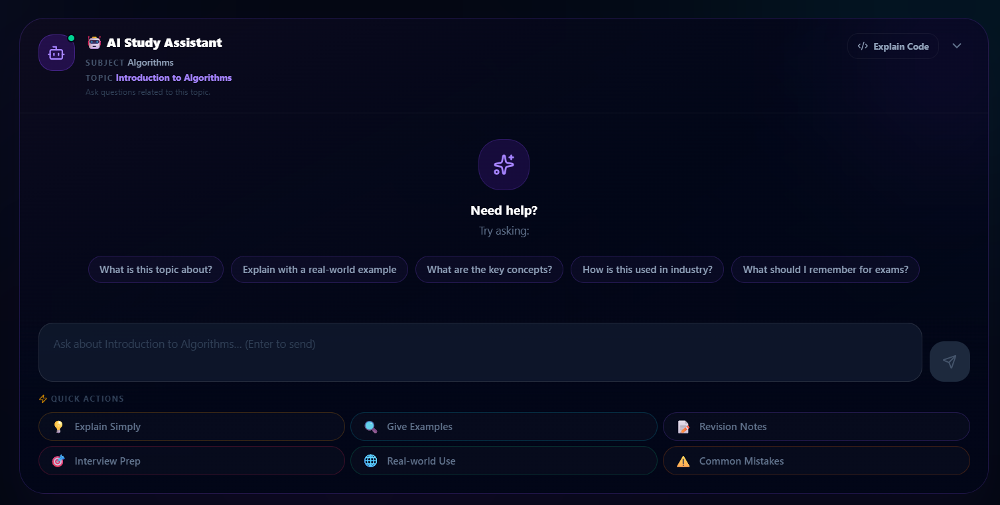 AI Study Assistant
SUBJECT Algorithms
TOPIC Introduction to Algorithms
Ask questions related to this topic.
</> Explain Code
Need help?
Try asking:
What is this topic about?
Explain with a real-world example
What are the key concepts?
How is this used in industry?
What should I remember for exams?
Ask about Introduction to Algorithms... (Enter to send)
QUICK ACTIONS
Explain Simply
Give Examples
Revision Notes
Interview Prep
Real-world Use
Common Mistakes